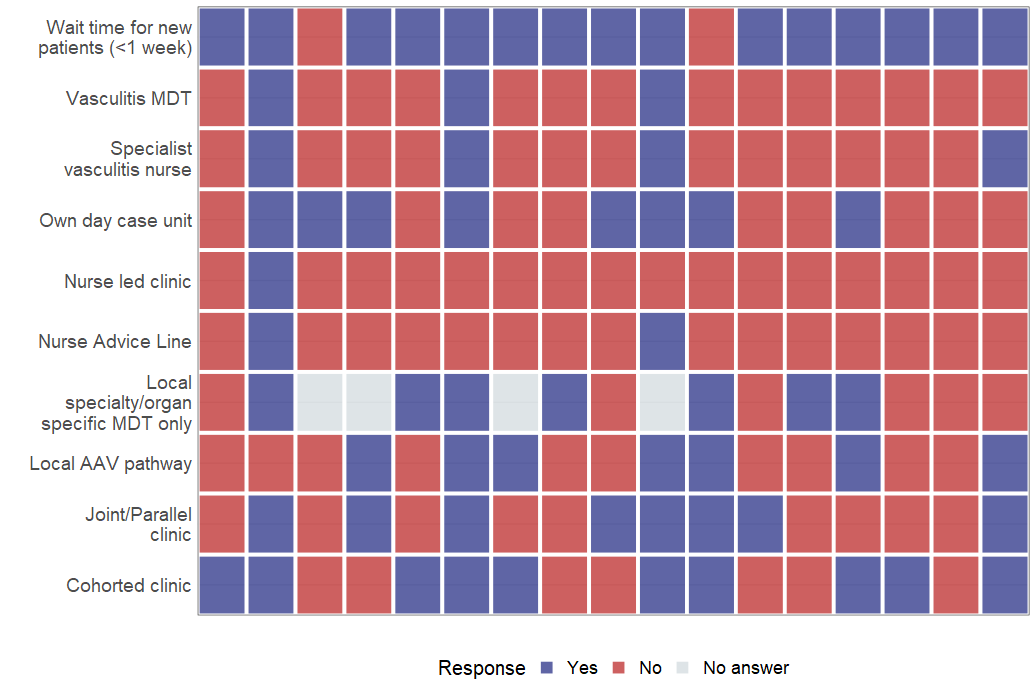 Wait time for new
patients (<1 week)
Vasculitis MDT
Specialist
vasculitis nurse
Own day case unit
Nurse led clinic
Nurse Advice Line
Local
specialty/organ
specific MDT only
Local AAV pathway
Joint/Parallel
clinic
Cohorted clinic
Response Yes No No answer